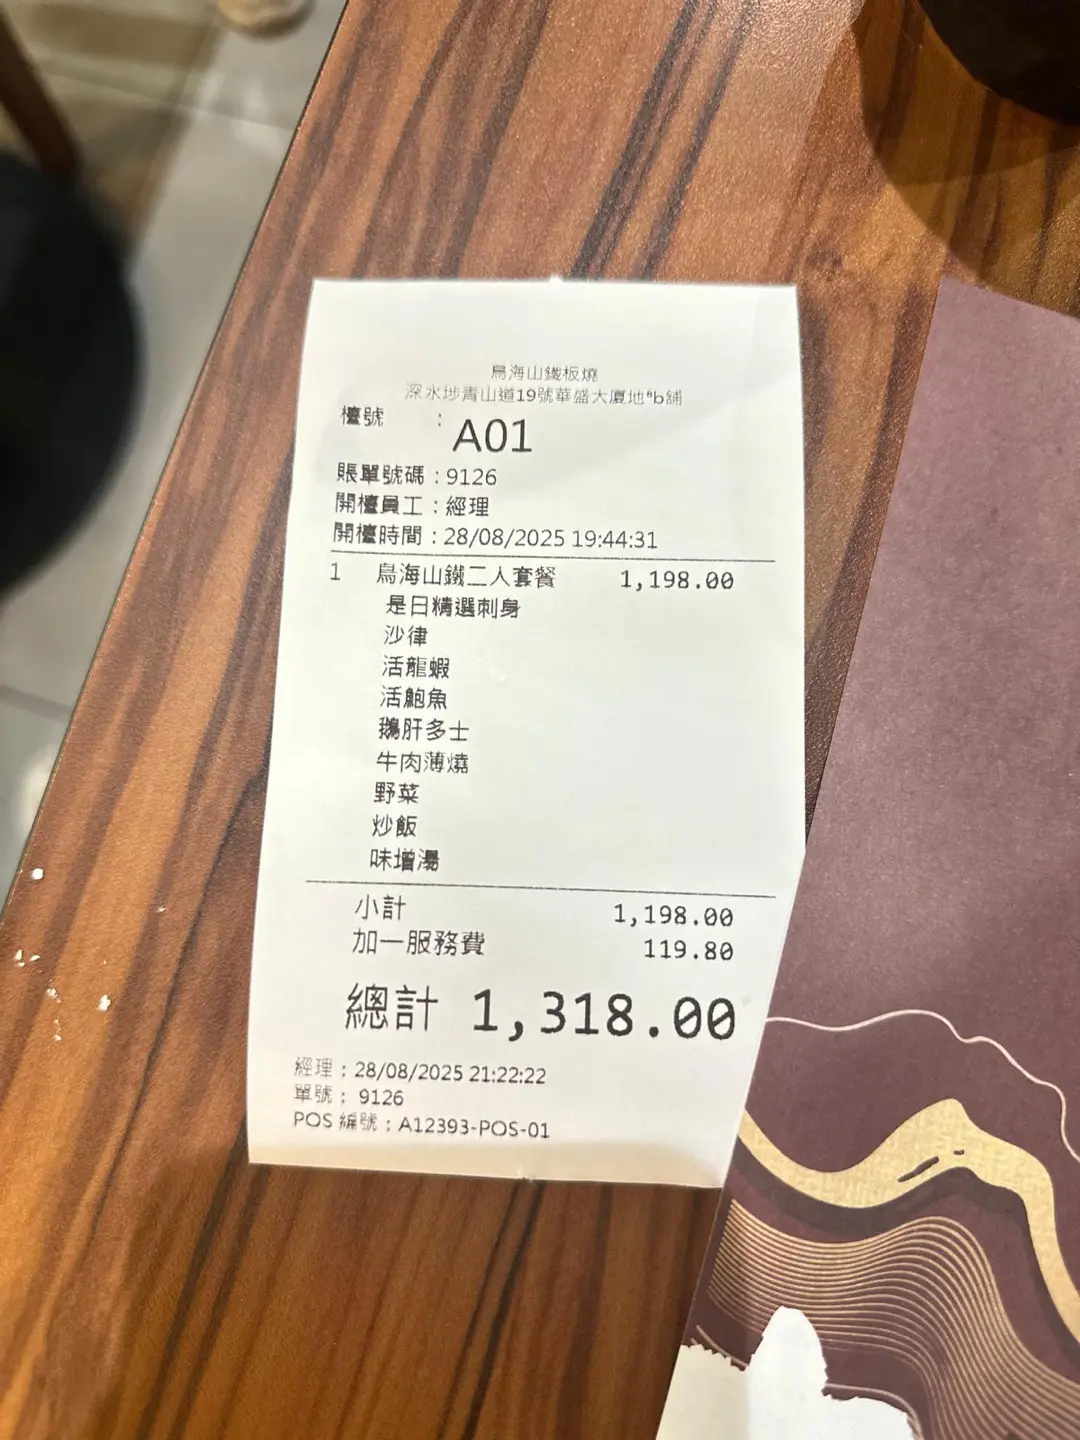 鳥海山鐵板燒
深水埗青山道19號華盛大廈地*b舖
檯號 : A01
賬單號碼：9126
開檯員工：經理
開檯時間：28/08/2025 19:44:31
1 鳥海山鐵二人套餐 1,198.00
是日精選刺身
沙律
活龍蝦
活鮑魚
鵝肝多士
牛肉薄燒
野菜
炒飯
味增湯
小計 1,198.00
加一服務費 119.80
總計 1,318.00
經理：28/08/2025 21:22:22
單號：9126
POS 編號：A12393-POS-01